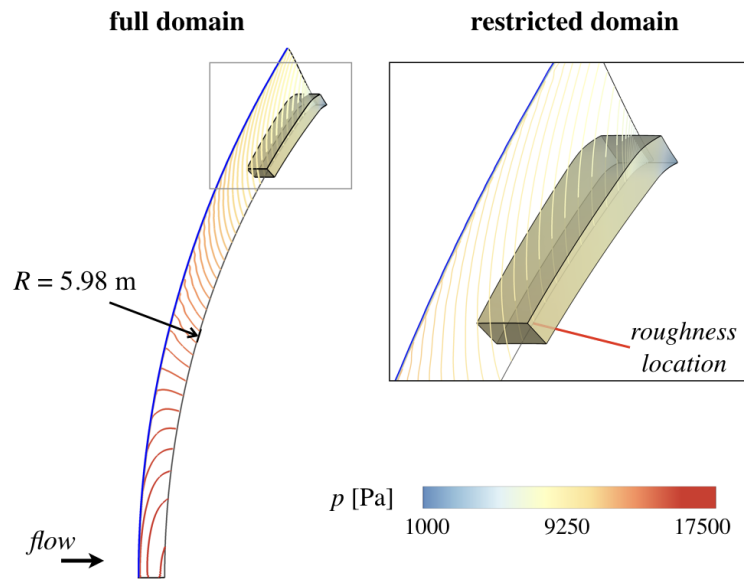 full domain
restricted domain
R = 5.98 m
roughness
location
p [Pa]
1000
9250
17500
flow